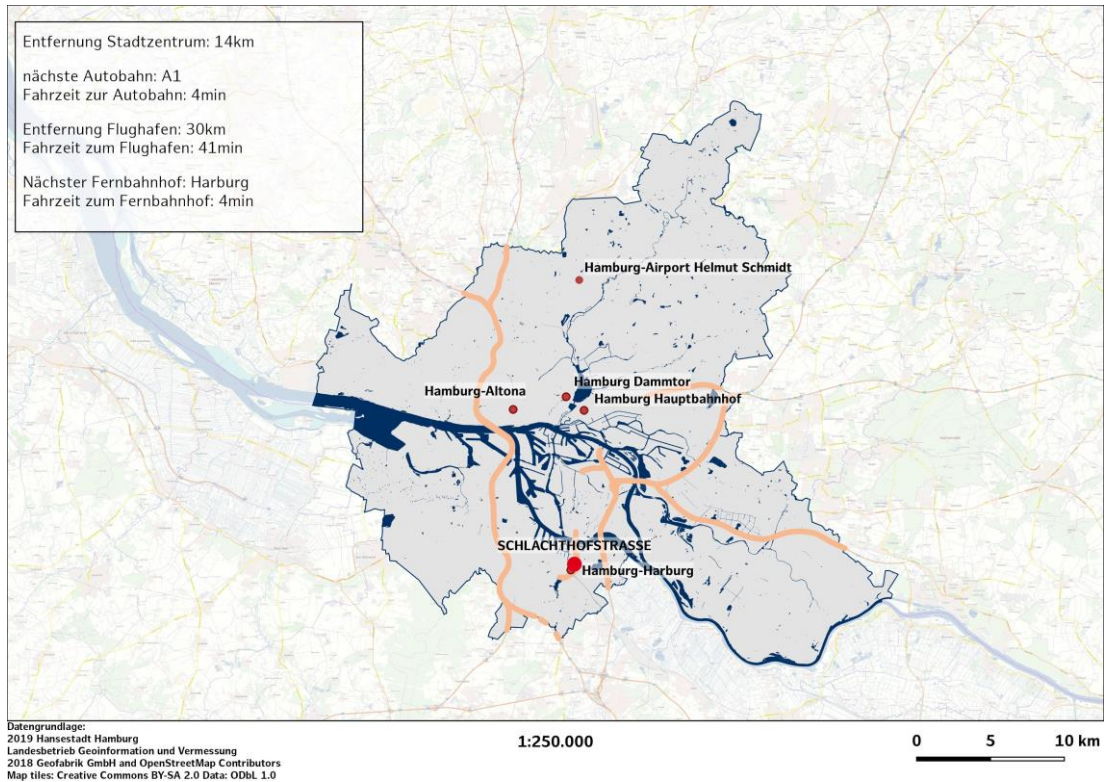 Entfernung Stadtzentrum: 14km
nächste Autobahn: A1
Fahrzeit zur Autobahn: 4min
Entfernung Flughafen: 30km
Fahrzeit zum Flughafen: 41min
Nächster Fernbahnhof: Harburg
Fahrzeit zum Fernbahnhof: 4min
Hamburg-Airport Helmut Schmidt
Hamburg Dammtor
Hamburg-Altona
Hamburg Hauptbahnhof
SCHLACHTHOFSTRASSE
Hamburg-Harburg
Datengrundlage:
2019 Hansestadt Hamburg
Landesbetrieb Geoinformation und Vermessung
2018 Geofabrik GmbH and OpenStreetMap Contributors
Map tiles: Creative Commons BY-SA 2.0 Data: ODbL 1.0
1:250.000
0 5 10 km